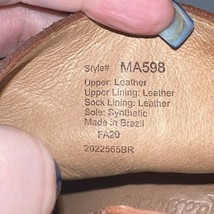 Style# MA598
Upper: Leather
Upper Lining: Leather
Sock Lining: Leather
Sole: Synthetic
Made in Brazil
FA20
2022565BR